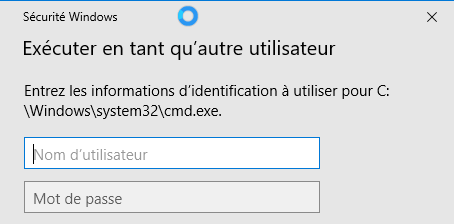 Sécurité Windows
Exécuter en tant qu’autre utilisateur
Entrez les informations d’identification à utiliser pour C:
\Windows\system32\cmd.exe.
Nom d’utilisateur
Mot de passe